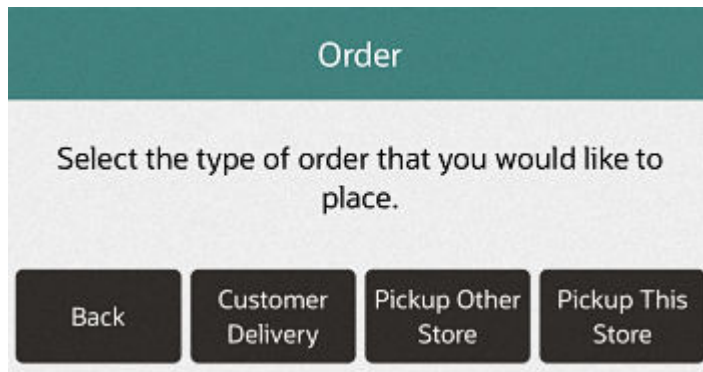 Order
Select the type of order that you would like to
place.
Back
Customer
Delivery
Pickup Other
Store
Pickup This
Store